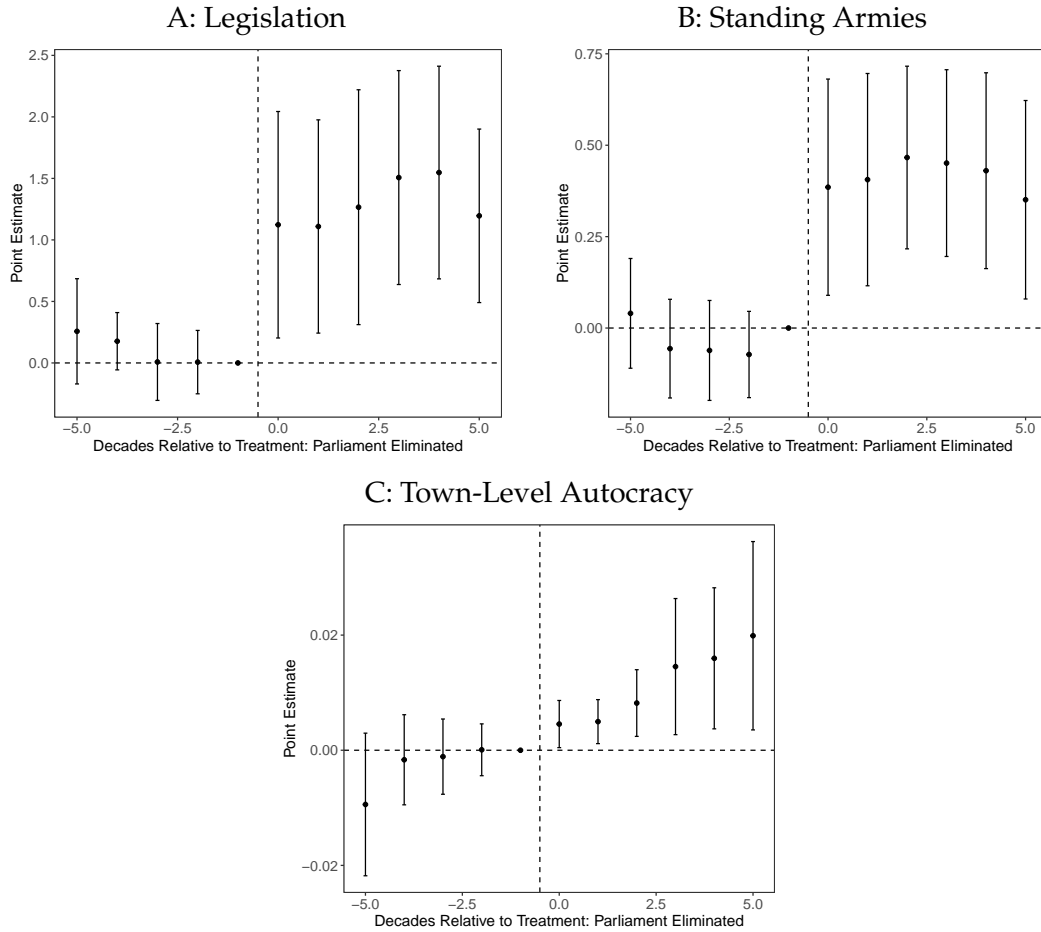 A: Legislation
2.5
2.0
1.5
1.0
0.5
0.0
Point Estimate
−5.0 −2.5 0.0 2.5 5.0
Decades Relative to Treatment: Parliament Eliminated
B: Standing Armies
0.75
0.50
0.25
0.00
Point Estimate
−5.0 −2.5 0.0 2.5 5.0
Decades Relative to Treatment: Parliament Eliminated
C: Town-Level Autocracy
0.02
0.00
−0.02
Point Estimate
−5.0 −2.5 0.0 2.5 5.0
Decades Relative to Treatment: Parliament Eliminated